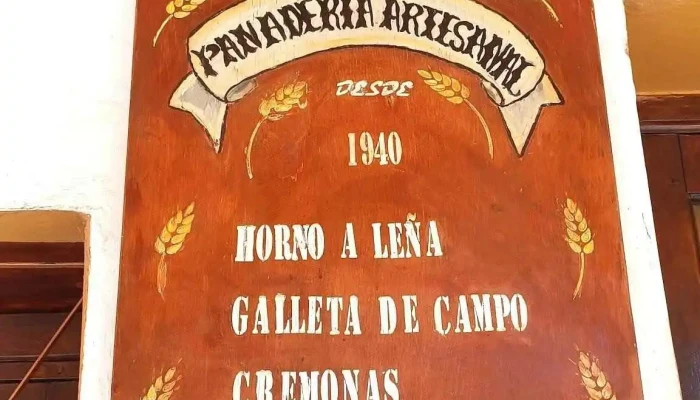 PANADERIA ARTESANAL
DESDE
1940
HORNO A LEÑA
GALLETA DE CAMPO
CREMONAS